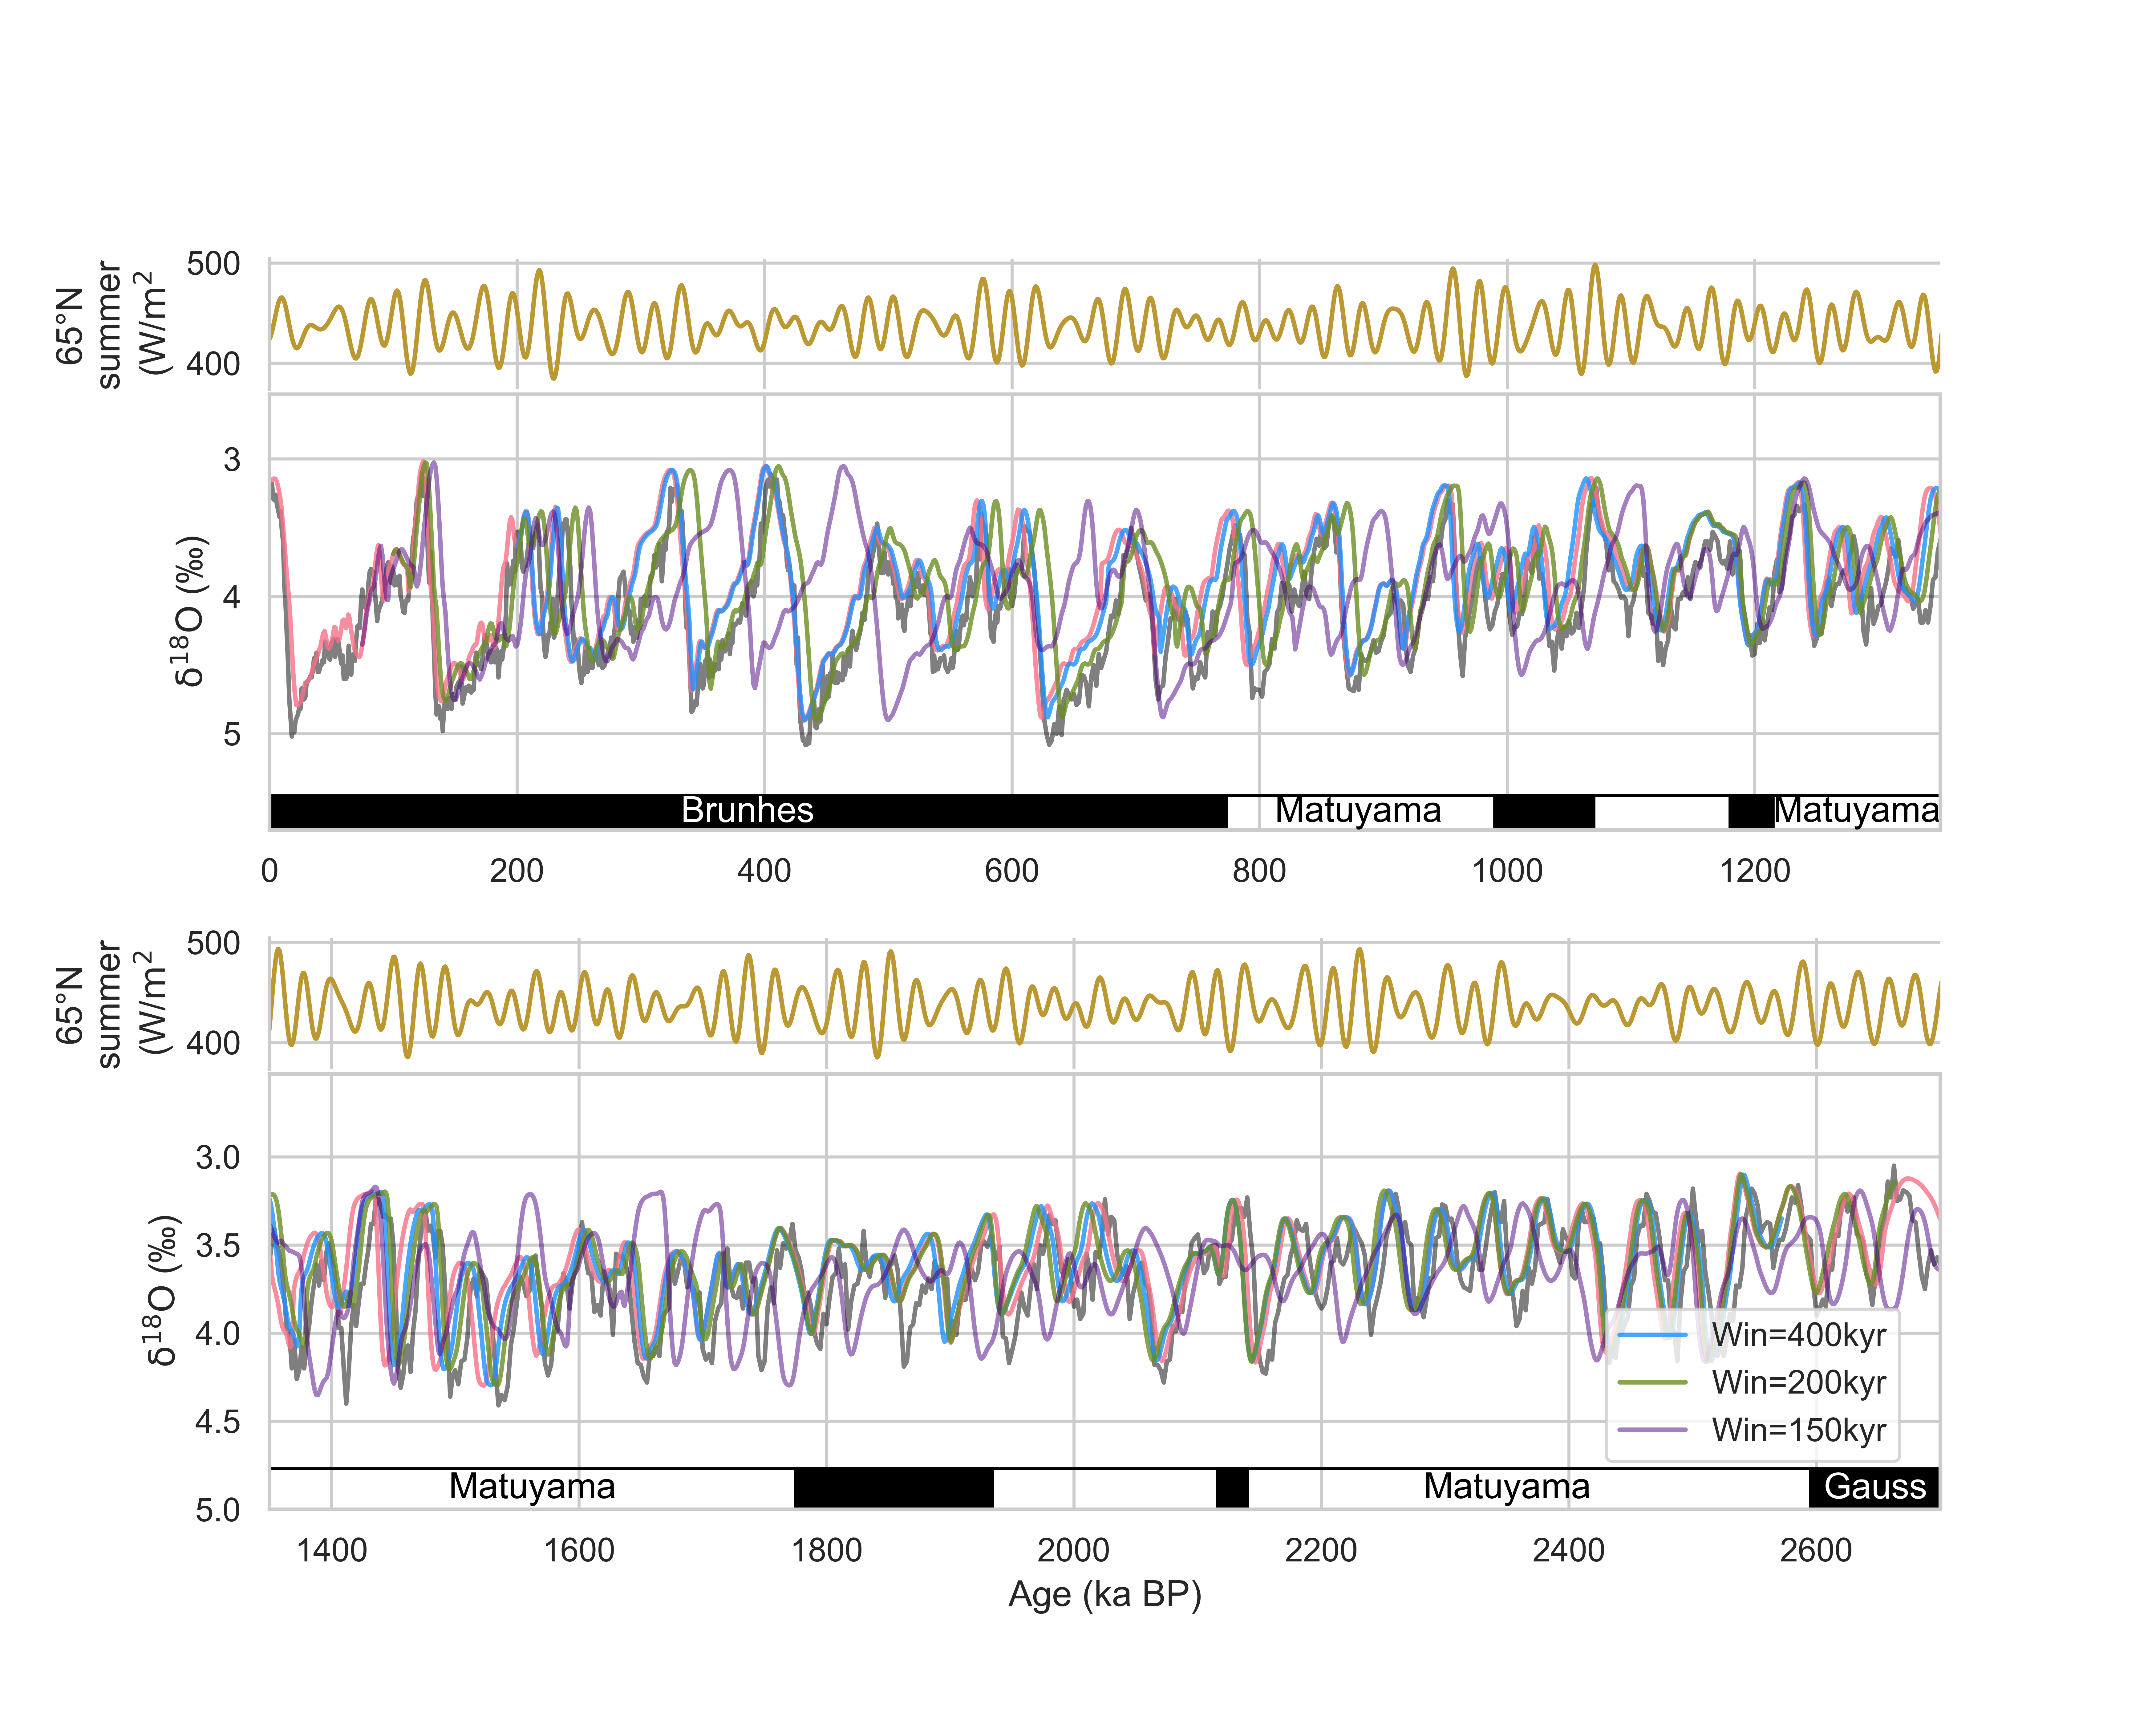 65°N
summer
(W/m²
500
400
δ¹⁸O (‰)
3
4
5
Brunhes Matuyama Matuyama
0 200 400 600 800 1000 1200
65°N
summer
(W/m²
500
400
δ¹⁸O (‰)
3.0
3.5
4.0
4.5
5.0
Win=400kyr
Win=200kyr
Win=150kyr
Matuyama Matuyama Gauss
1400 1600 1800 2000 2200 2400 2600
Age (ka BP)